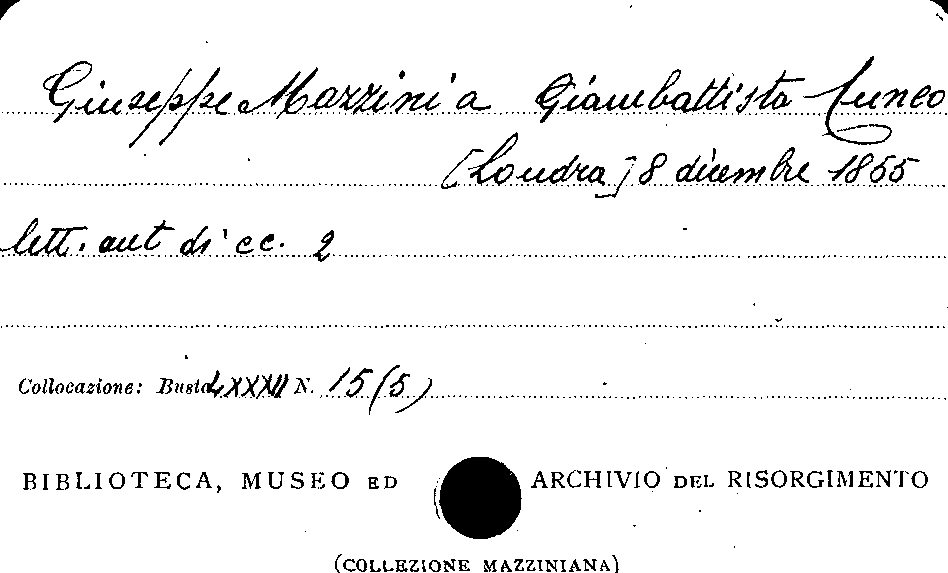 Giuseppe Mazzini a Giambattista Cuneo
[Londra] 8 dicembre 1855
lett. aut di cc. 2
Collocazione: Busta LXXXII N. 15(5)
BIBLIOTECA, MUSEO ED ARCHIVIO DEL RISORGIMENTO
(COLLEZIONE MAZZINIANA)